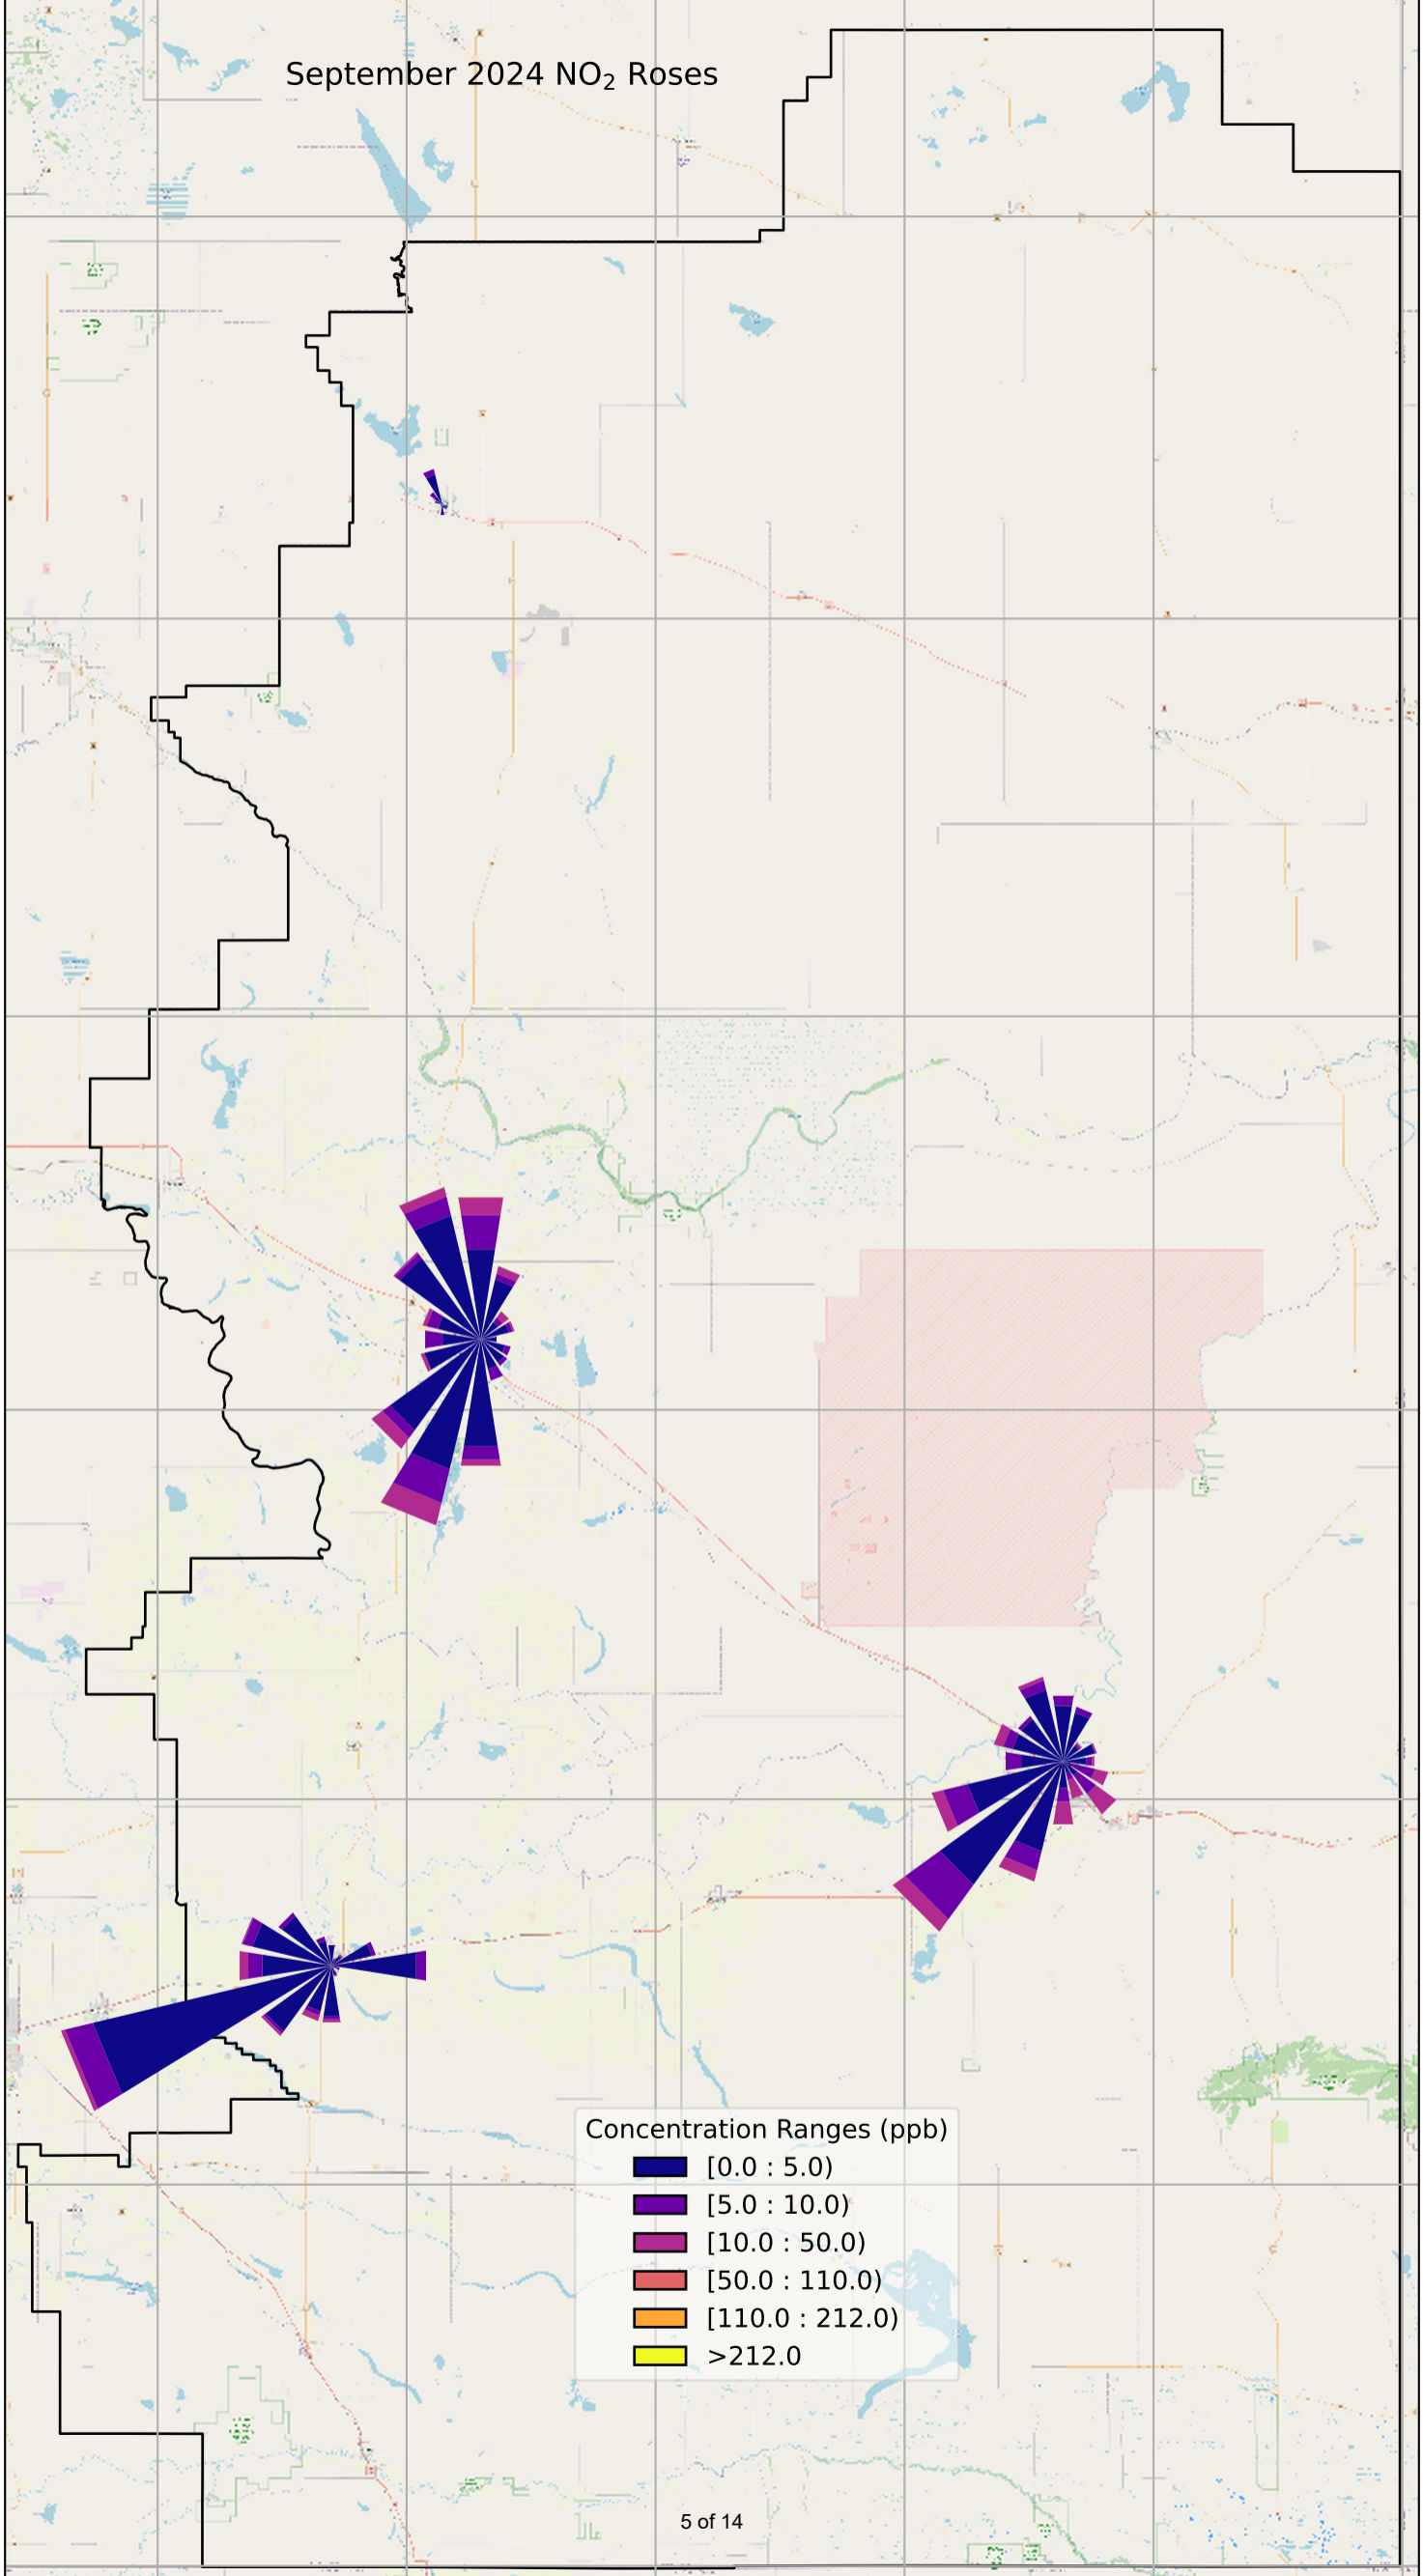 September 2024 NO₂ Roses
Concentration Ranges (ppb)
[0.0 : 5.0)
[5.0 : 10.0)
[10.0 : 50.0)
[50.0 : 110.0)
[110.0 : 212.0)
>212.0
5 of 14